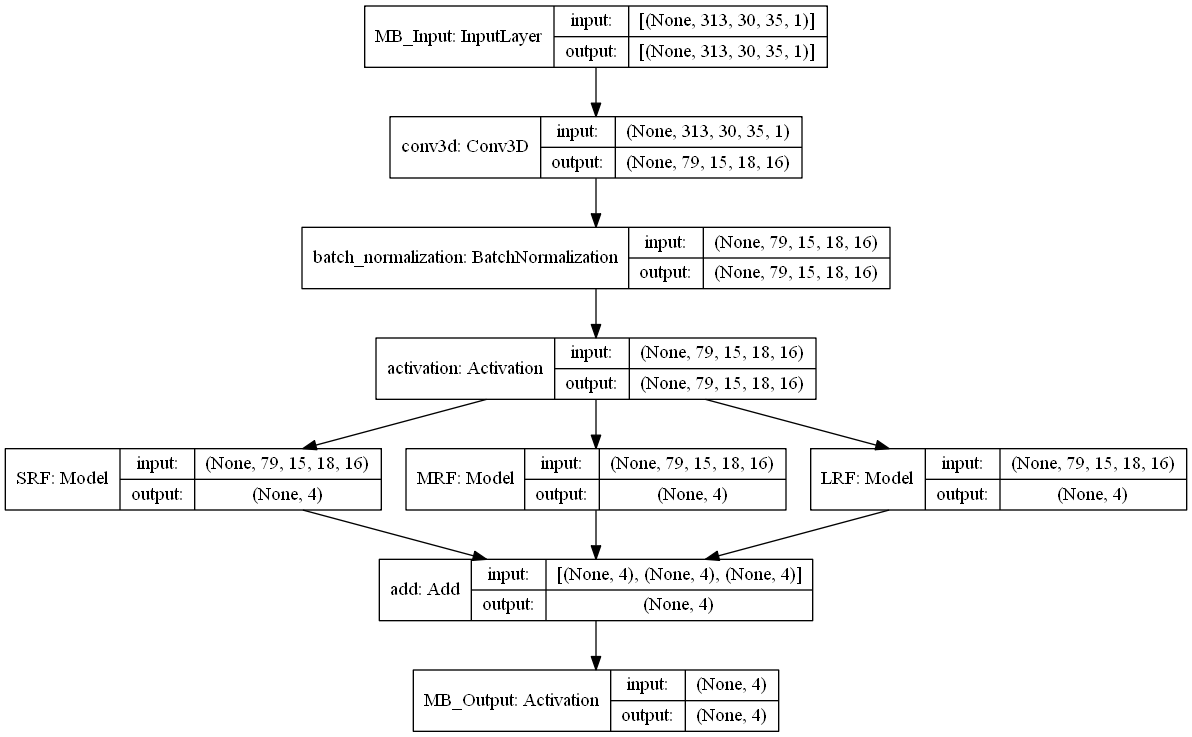 MB_Input: InputLayer
input:
[(None, 313, 30, 35, 1)]
output:
[(None, 313, 30, 35, 1)]
conv3d: Conv3D
input:
(None, 313, 30, 35, 1)
output:
(None, 79, 15, 18, 16)
batch_normalization: BatchNormalization
input:
(None, 79, 15, 18, 16)
output:
(None, 79, 15, 18, 16)
activation: Activation
input:
(None, 79, 15, 18, 16)
output:
(None, 79, 15, 18, 16)
SRF: Model
input:
(None, 79, 15, 18, 16)
output:
(None, 4)
MRF: Model
input:
(None, 79, 15, 18, 16)
output:
(None, 4)
LRF: Model
input:
(None, 79, 15, 18, 16)
output:
(None, 4)
add: Add
input:
[(None, 4), (None, 4), (None, 4)]
output:
(None, 4)
MB_Output: Activation
input:
(None, 4)
output:
(None, 4)